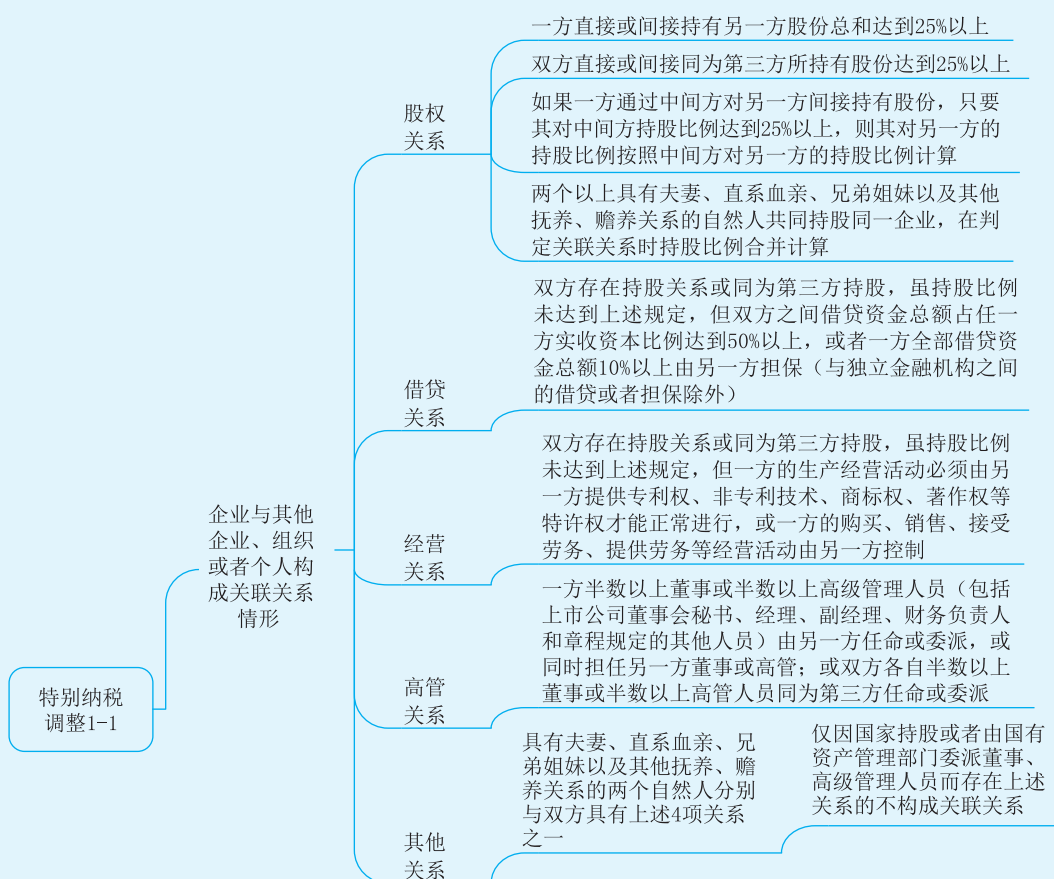 特别纳税
调整1-1
企业与其他
企业、组织
或者个人构
成关联关系
情形
股权
关系
一方直接或间接持有另一方股份总和达到25%以上
双方直接或间接同为第三方所持有股份达到25%以上
如果一方通过中间方对另一方间接持有股份，只要
其对中间方持股比例达到25%以上，则其对另一方的
持股比例按照中间方对另一方的持股比例计算
两个以上具有夫妻、直系血亲、兄弟姐妹以及其他
抚养、赡养关系的自然人共同持股同一企业，在判
定关联关系时持股比例合并计算
借贷
关系
双方存在持股关系或同为第三方持股，虽持股比例
未达到上述规定，但双方之间借贷资金总额占任一
方实收资本比例达到50%以上，或者一方全部借贷资
金总额10%以上由另一方担保（与独立金融机构之间
的借贷或者担保除外）
经营
关系
双方存在持股关系或同为第三方持股，虽持股比例
未达到上述规定，但一方的生产经营活动必须由另
一方提供专利权、非专利技术、商标权、著作权等
特许权才能正常进行，或一方的购买、销售、接受
劳务、提供劳务等经营活动由另一方控制
高管
关系
一方半数以上董事或半数以上高级管理人员（包括
上市公司董事会秘书、经理、副经理、财务负责人
和章程规定的其他人员）由另一方任命或委派，或
同时担任另一方董事或高管；或双方各自半数以上
董事或半数以上高管人员同为第三方任命或委派
其他
关系
具有夫妻、直系血亲、兄
弟姐妹以及其他抚养、赡
养关系的两个自然人分别
与双方具有上述4项关系
之一
仅因国家持股或者由国有
资产管理部门委派董事、
高级管理人员而存在上述
关系的不构成关联关系